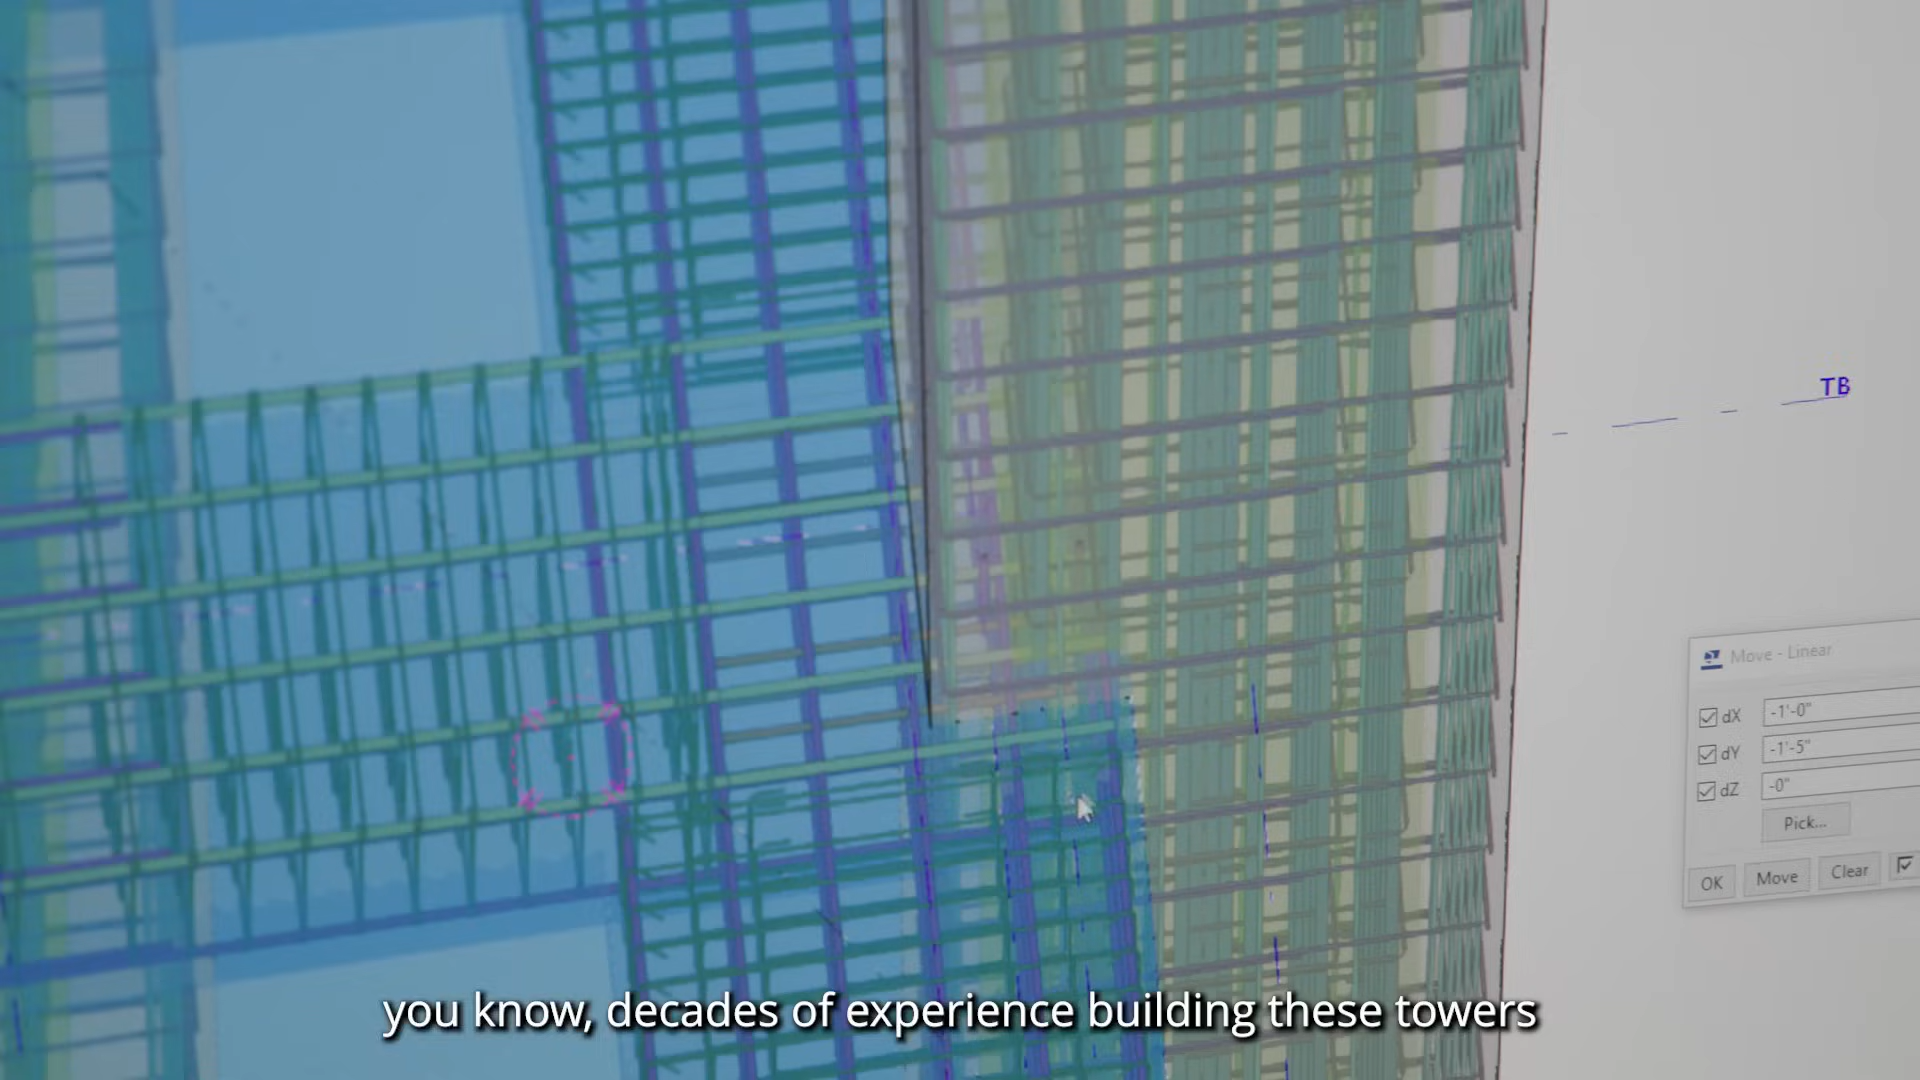 TB
Move - Linear
dX -1'-0"
dY -1'-5"
dZ -0"
Pick...
OK Move Clear
you know, decades of experience building these towers